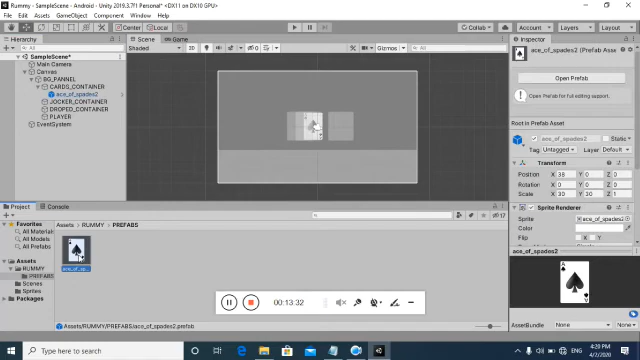 Rummy - SampleScene* - Android - Unity 2019.3.7f1* <DX11 on DX10 GPU>
File Edit Assets GameObject Component Window Help
Center Local Collab Account Layers Layout
Hierarchy Scene Game Inspector
All Shaded 2D Gizmos All
SampleScene*
Main Camera
Canvas
BG_PANNEL
CARDS_CONTAINER
ace_of_spades2
JOCKER_CONTAINER
DROPED_CONTAINER
PLAYER
EventSystem
ace_of_spades2 (Prefab Asset)
Open Prefab
Open Prefab for full editing support.
Root in Prefab Asset
ace_of_spades2 Static
Tag Untagged Layer Default
Transform
Position X 38 Y 0 Z 0
Rotation X 0 Y 0 Z 0
Scale X 30 Y 30 Z 1
Sprite Renderer
Sprite ace_of_spades2
Color
Flip X Y
ace_of_spades2
AssetBundle None None
Project Console
Favorites
All Materials
All Models
All Prefabs
Assets
RUMMY
PREFABS
Scenes
Sprites
Packages
Assets > RUMMY > PREFABS
17
ace_of_sp...
00:13:32
Assets/RUMMY/PREFABS/ace_of_spades2.prefab
Type here to search
4:20 PM
4/7/2020